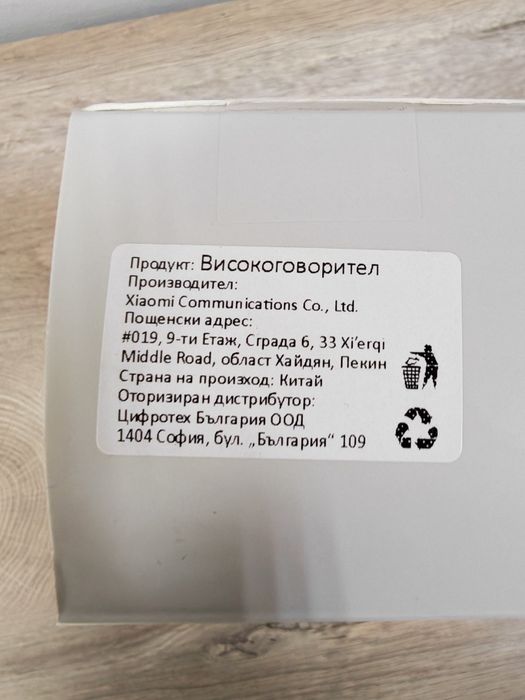 Продукт: Високоговорител
Производител:
Xiaomi Communications Co., Ltd.
Пощенски адрес:
#019, 9-ти Етаж, Сграда 6, 33 Xi'erqi
Middle Road, област Хайдян, Пекин
Страна на произход: Китай
Оторизиран дистрибутор:
Цифротех България ООД
1404 София, бул. „България“ 109